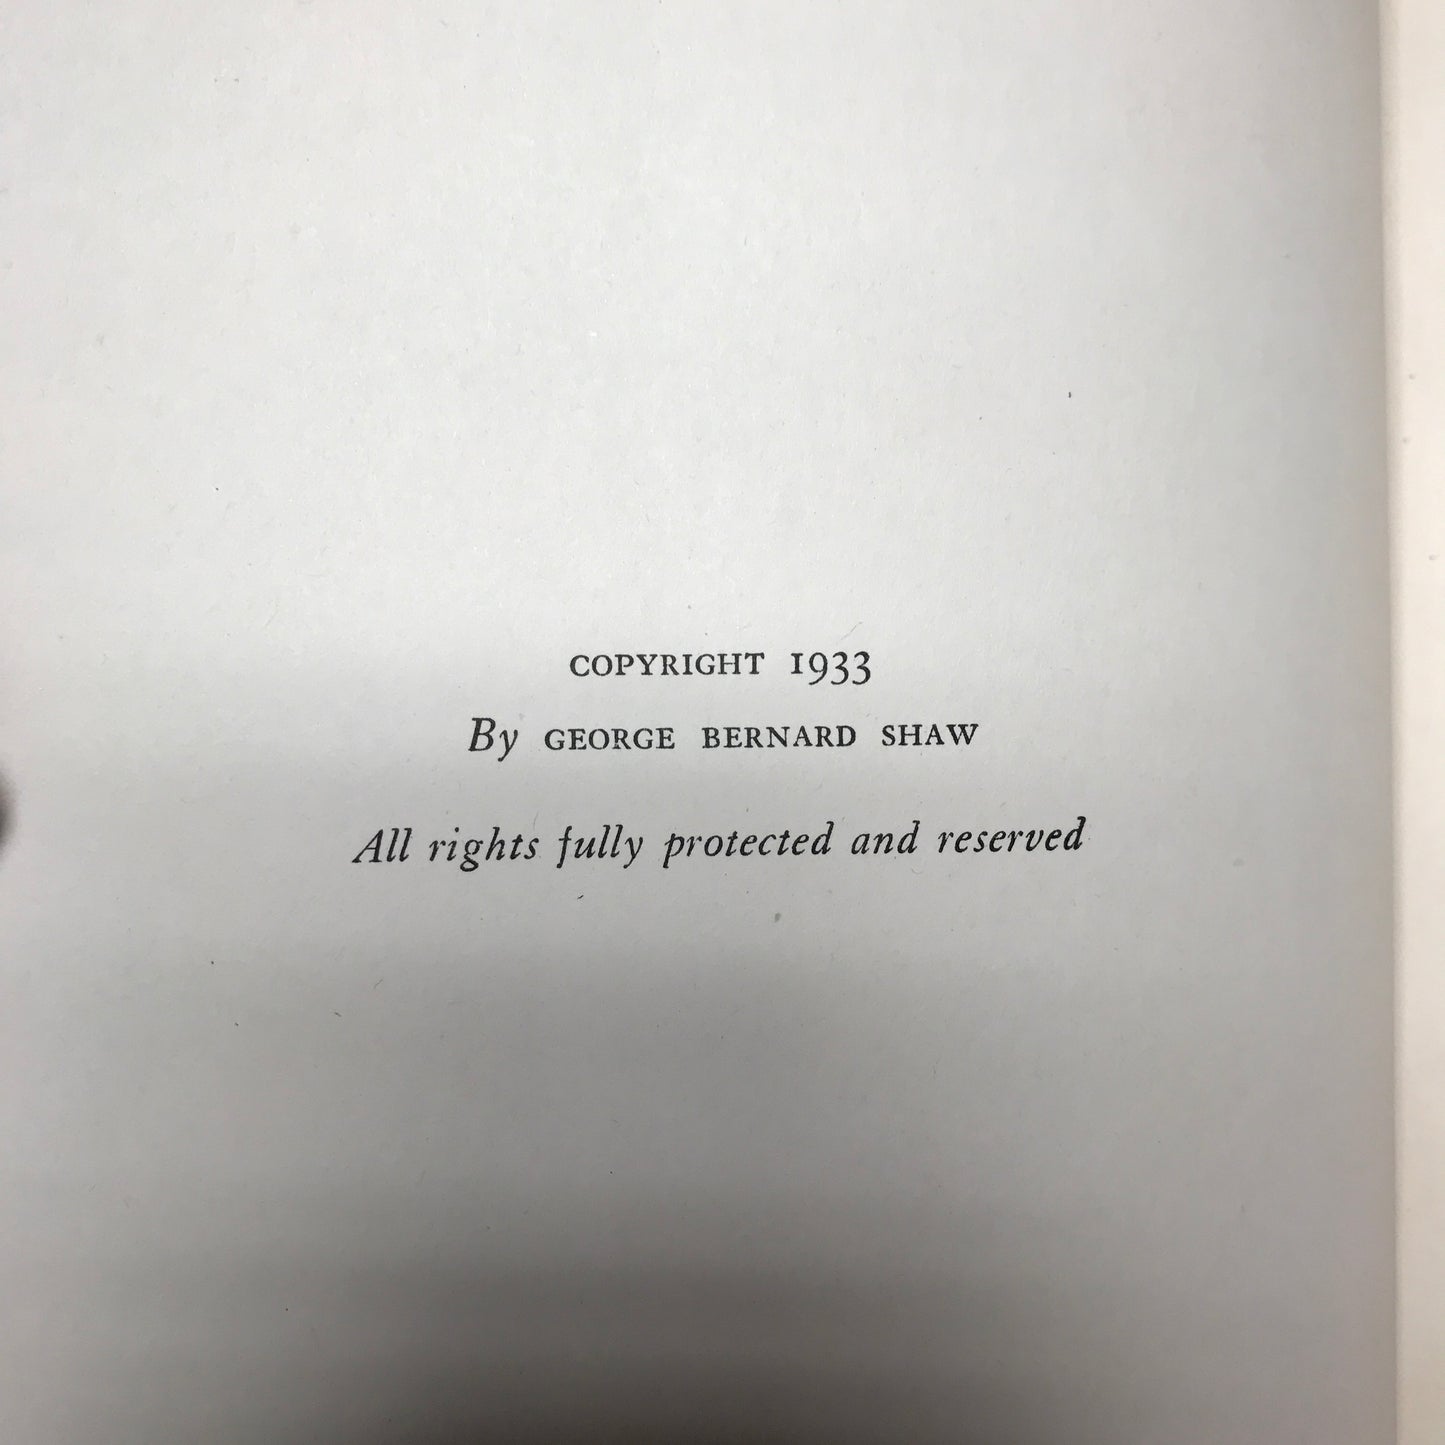 COPYRIGHT 1933
By GEORGE BERNARD SHAW
All rights fully protected and reserved